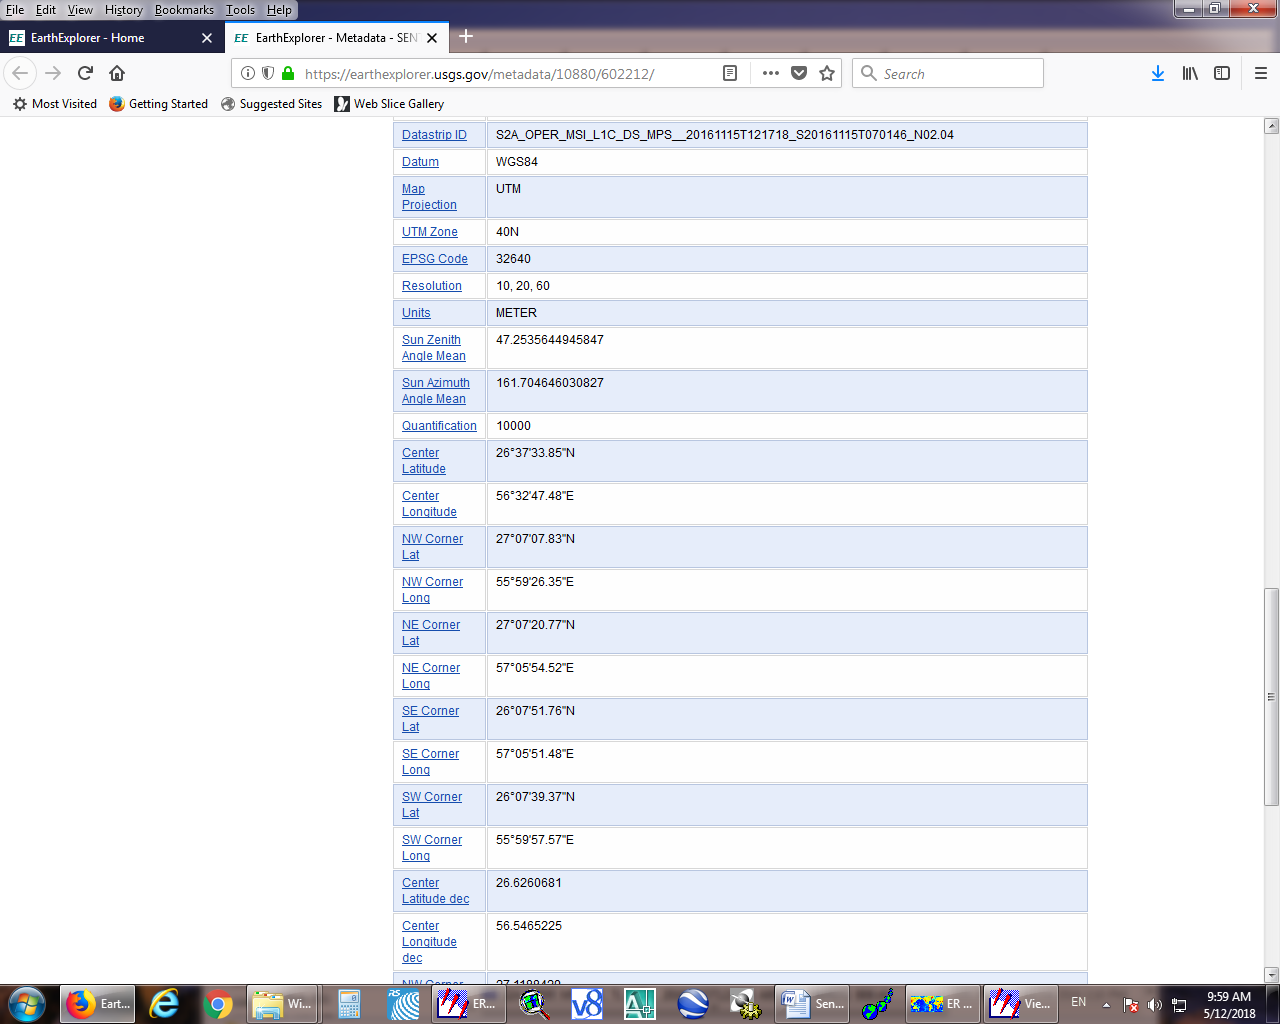 File Edit View History Bookmarks Tools Help
EE EarthExplorer - Home
EE EarthExplorer - Metadata - SENT
https://earthexplorer.usgs.gov/metadata/10880/602212/
Search
Most Visited Getting Started Suggested Sites Web Slice Gallery
Datastrip ID S2A_OPER_MSI_L1C_DS_MPS__20161115T121718_S20161115T070146_N02.04
Datum WGS84
Map Projection UTM
UTM Zone 40N
EPSG Code 32640
Resolution 10, 20, 60
Units METER
Sun Zenith Angle Mean 47.2535644945847
Sun Azimuth Angle Mean 161.704646030827
Quantification 10000
Center Latitude 26°37'33.85"N
Center Longitude 56°32'47.48"E
NW Corner Lat 27°07'07.83"N
NW Corner Long 55°59'26.35"E
NE Corner Lat 27°07'20.77"N
NE Corner Long 57°05'54.52"E
SE Corner Lat 26°07'51.76"N
SE Corner Long 57°05'51.48"E
SW Corner Lat 26°07'39.37"N
SW Corner Long 55°59'57.57"E
Center Latitude dec 26.6260681
Center Longitude dec 56.5465225
NW Corner
Eart... Wi... RS ER... v8 Sen... ER ... Vie... EN
9:59 AM
5/12/2018